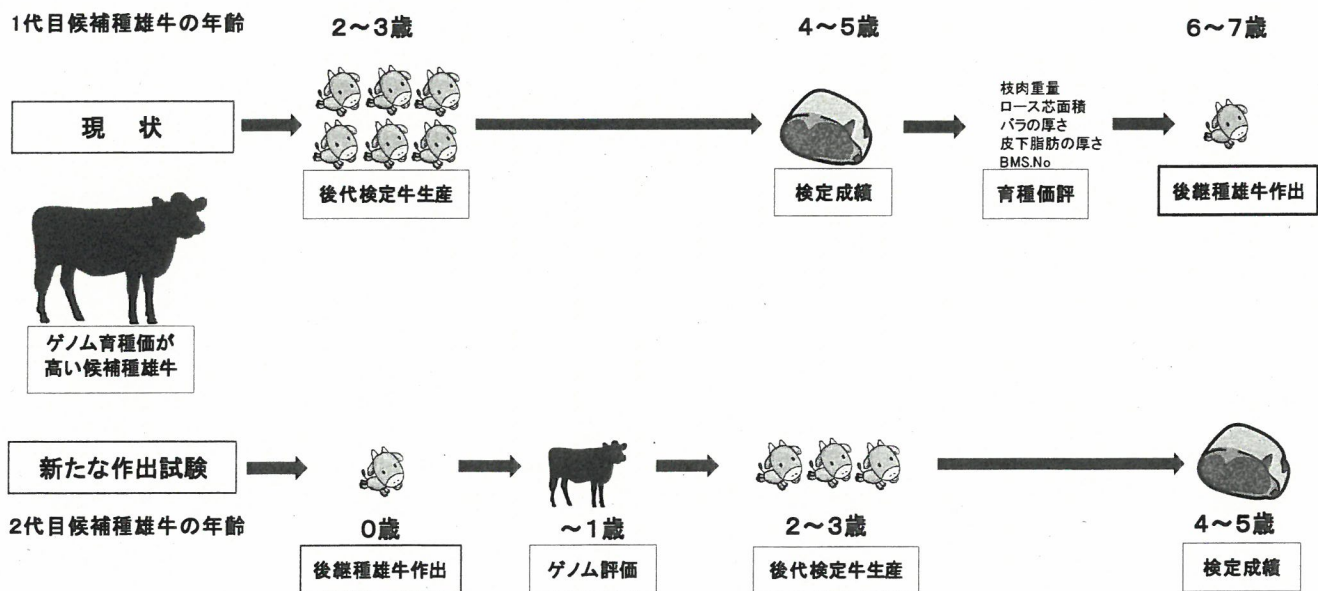 1代目候補種雄牛の年齢
2～3歳
4～5歳
6～7歳
現 状
後代検定牛生産
検定成績
枝肉重量
ロース芯面積
バラの厚さ
皮下脂肪の厚さ
BMS.No
育種価評
後継種雄牛作出
ゲノム育種価が
高い候補種雄牛
新たな作出試験
2代目候補種雄牛の年齢
0歳
～1歳
2～3歳
4～5歳
後継種雄牛作出
ゲノム評価
後代検定牛生産
検定成績